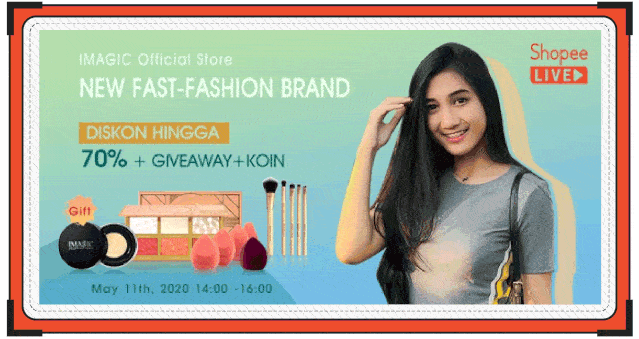 IMAGIC Official Store
NEW FAST-FASHION BRAND
DISKON HINGGA
70% + GIVEAWAY+KOIN
Shopee
LIVE
Gift
IMAGIC
May 11th, 2020 14:00 -16:00